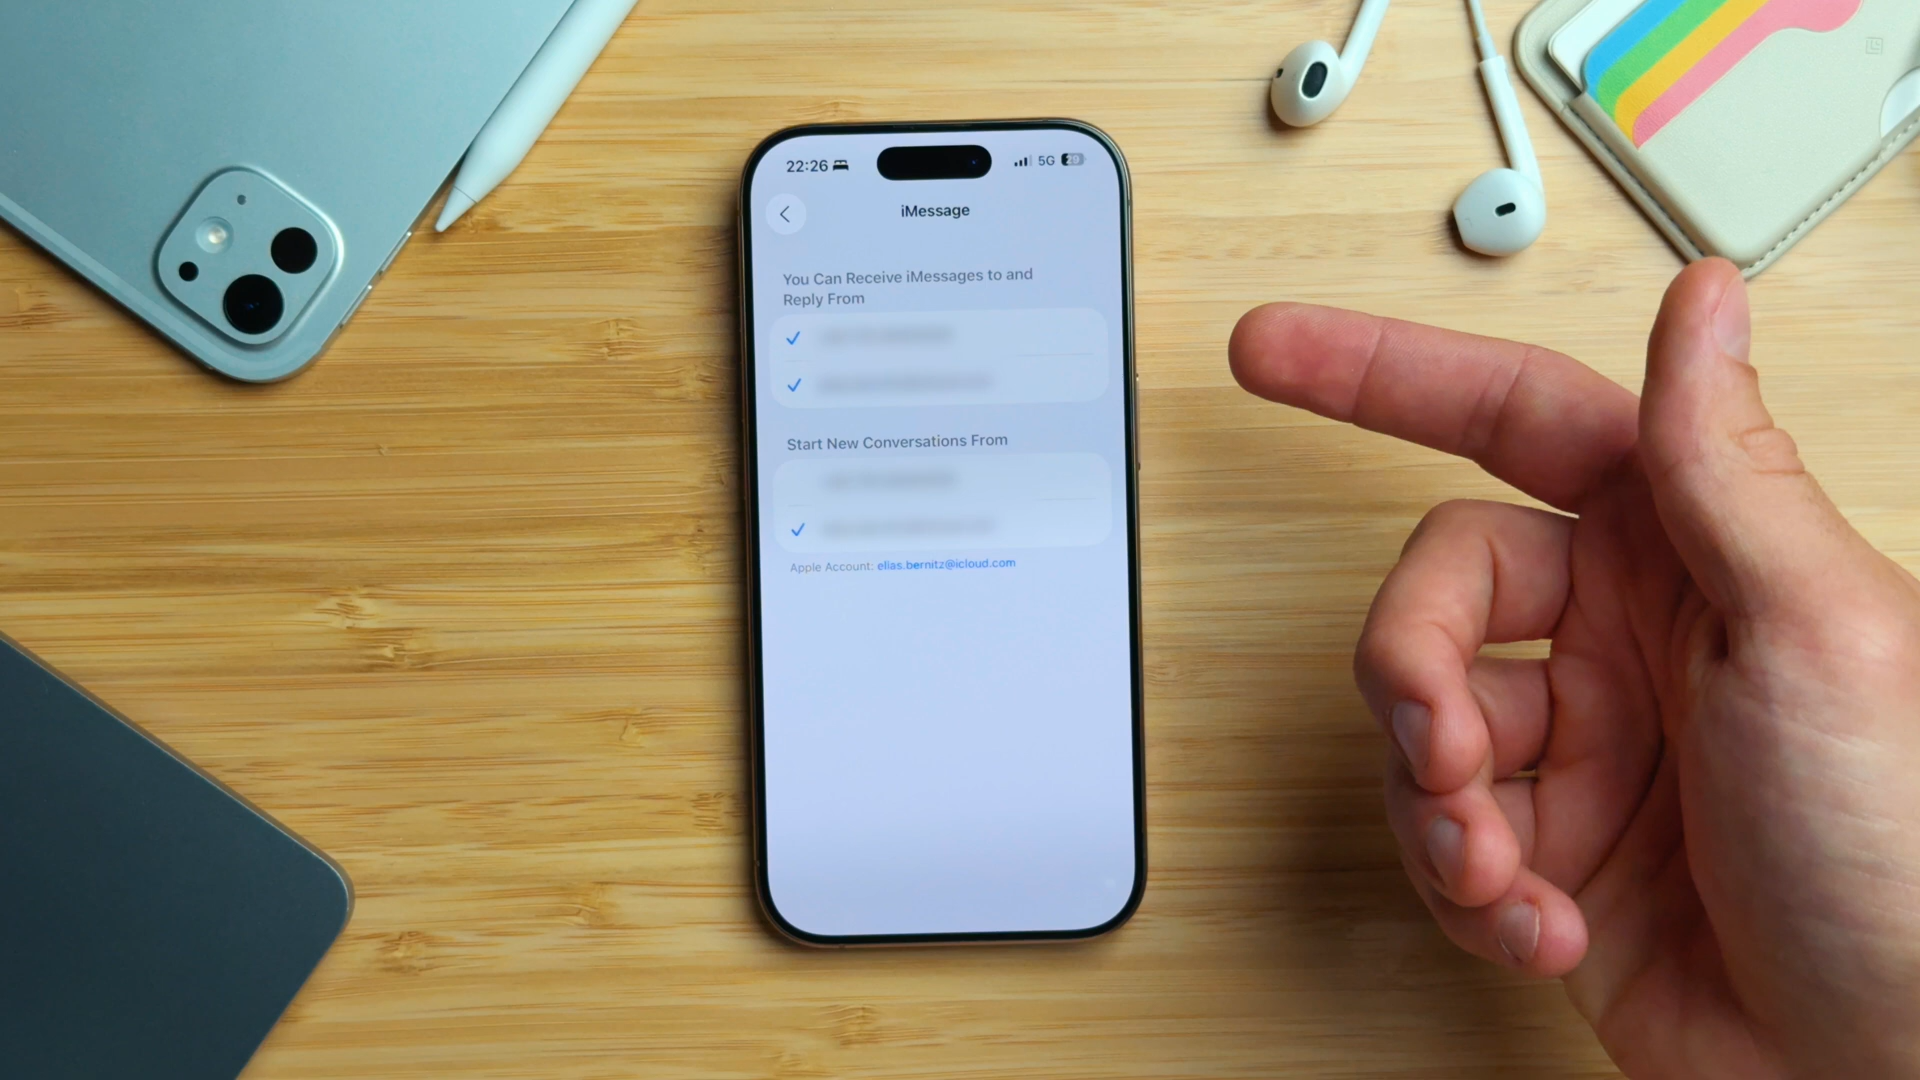 22:26
5G 20
iMessage
You Can Receive iMessages to and
Reply From
Start New Conversations From
Apple Account: elias.bernitz@icloud.com